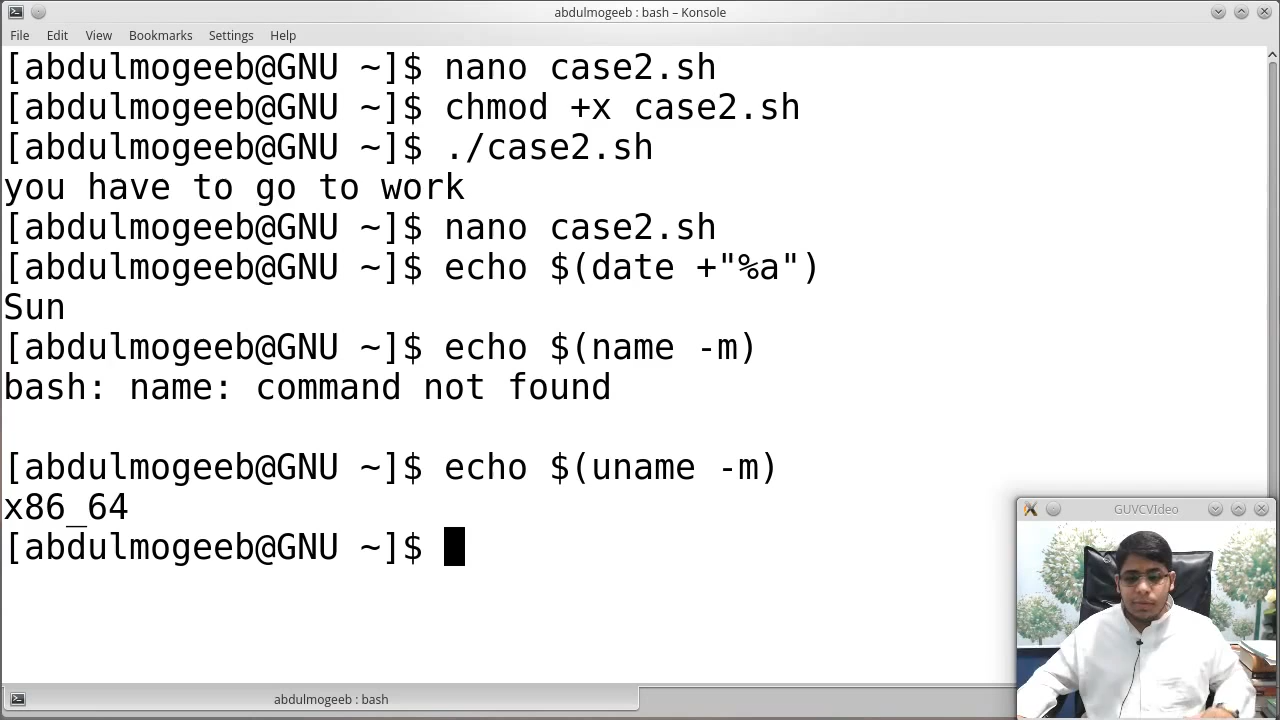 abdulmogeeb : bash – Konsole
File Edit View Bookmarks Settings Help
[abdulmogeeb@GNU ~]$ nano case2.sh
[abdulmogeeb@GNU ~]$ chmod +x case2.sh
[abdulmogeeb@GNU ~]$ ./case2.sh
you have to go to work
[abdulmogeeb@GNU ~]$ nano case2.sh
[abdulmogeeb@GNU ~]$ echo $(date +"%a")
Sun
[abdulmogeeb@GNU ~]$ echo $(name -m)
bash: name: command not found
[abdulmogeeb@GNU ~]$ echo $(uname -m)
x86_64
[abdulmogeeb@GNU ~]$
GUVCVIdeo
abdulmogeeb : bash